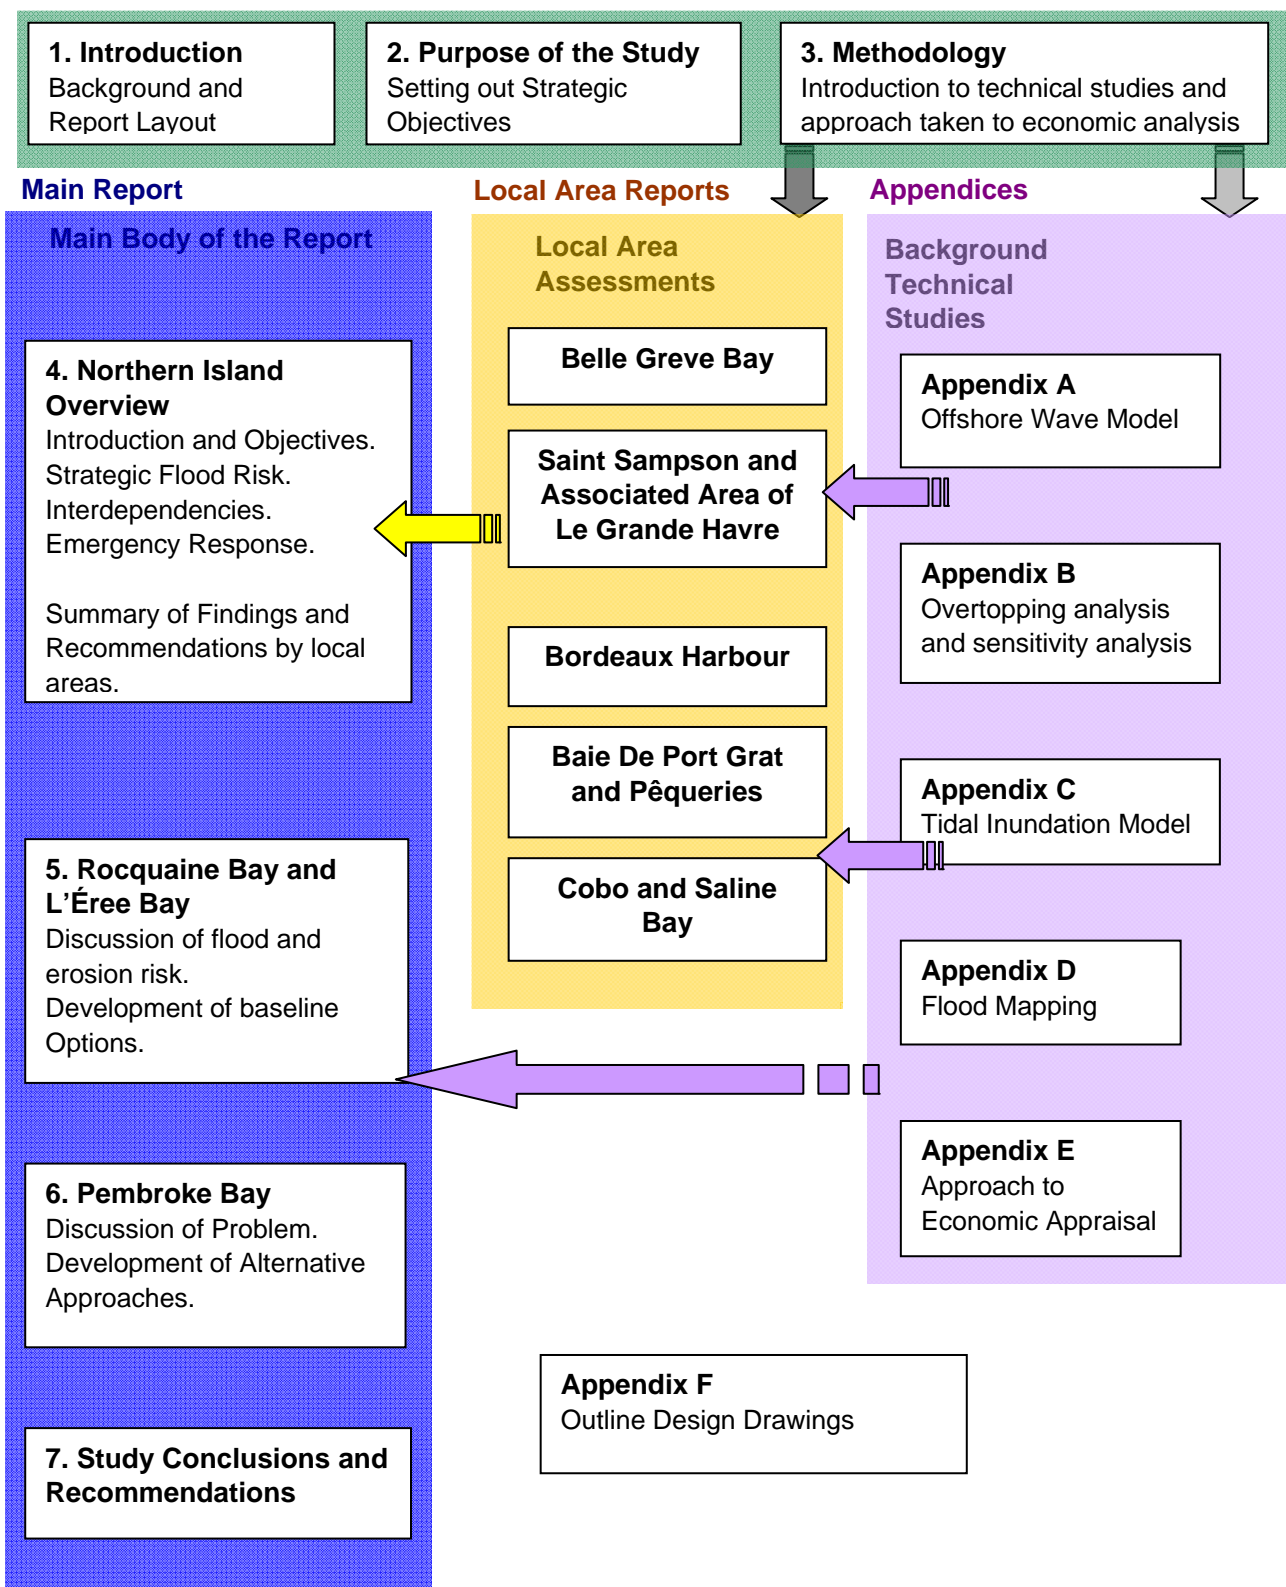 1. Introduction
Background and
Report Layout
2. Purpose of the Study
Setting out Strategic
Objectives
3. Methodology
Introduction to technical studies and
approach taken to economic analysis
Main Report
Main Body of the Report
4. Northern Island
Overview
Introduction and Objectives.
Strategic Flood Risk.
Interdependencies.
Emergency Response.
Summary of Findings and
Recommendations by local
areas.
5. Rocquaine Bay and
L'Éree Bay
Discussion of flood and
erosion risk.
Development of baseline
Options.
6. Pembroke Bay
Discussion of Problem.
Development of Alternative
Approaches.
7. Study Conclusions and
Recommendations
Local Area Reports
Local Area
Assessments
Belle Greve Bay
Saint Sampson and
Associated Area of
Le Grande Havre
Bordeaux Harbour
Baie De Port Grat
and Pêqueries
Cobo and Saline
Bay
Appendices
Background
Technical
Studies
Appendix A
Offshore Wave Model
Appendix B
Overtopping analysis
and sensitivity analysis
Appendix C
Tidal Inundation Model
Appendix D
Flood Mapping
Appendix E
Approach to
Economic Appraisal
Appendix F
Outline Design Drawings